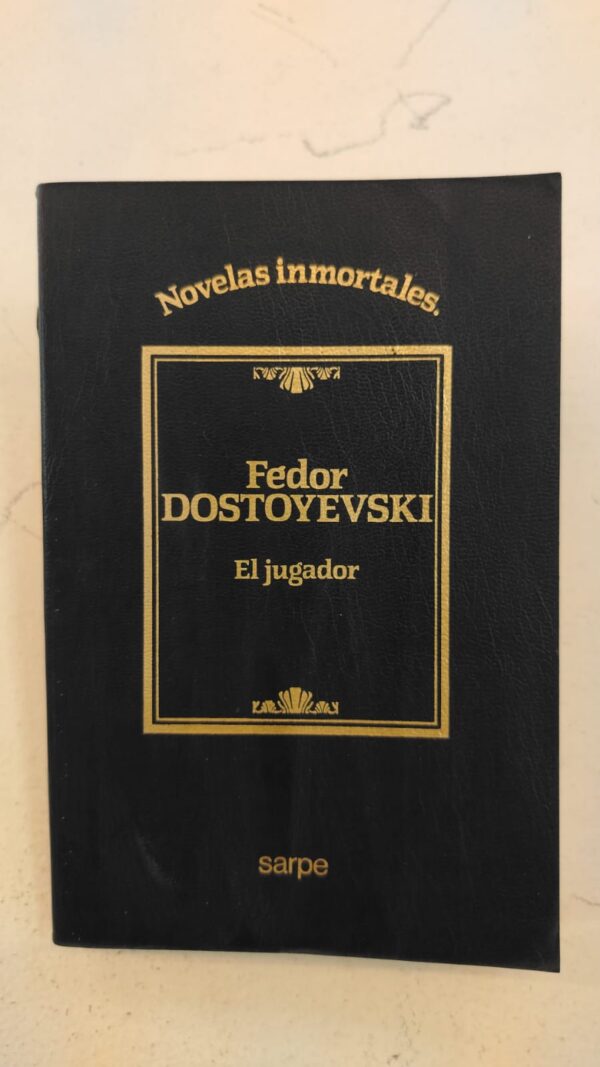 Novelas inmortales.
Fedor
DOSTOYEVSKI
El jugador
sarpe